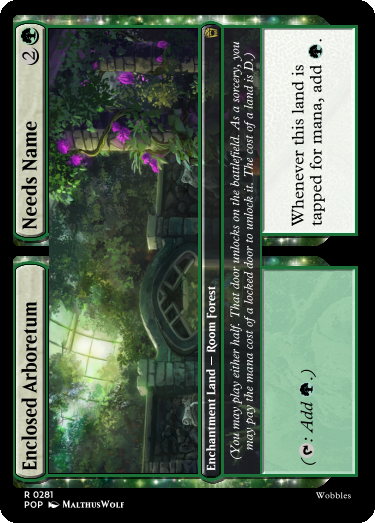 Enclosed Arboretum
Needs Name 2
Enchantment Land – Room Forest
(You may play either half. That door unlocks on the battlefield. As a sorcery, you
may pay the mana cost of a locked door to unlock it. The cost of a land is D.)
( : Add .)
Whenever this land is
tapped for mana, add .
R 0281
POP MalthusWolf
Wobbles